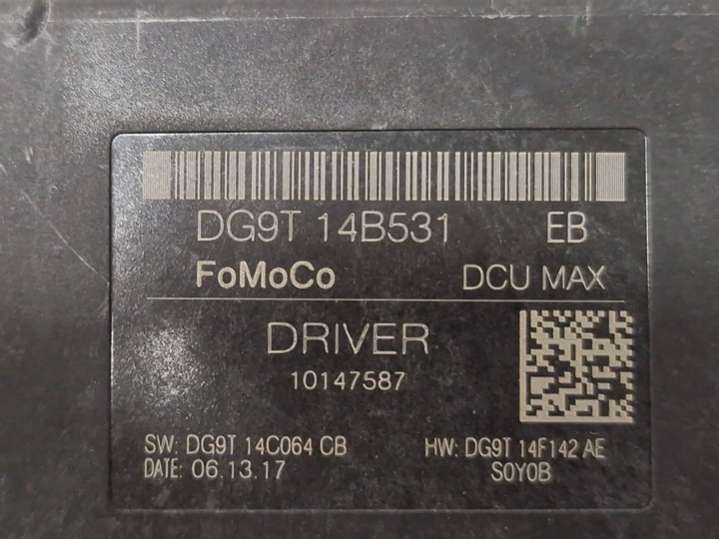 DG9T 14B531 EB
FoMoCo DCU MAX
DRIVER
10147587
SW: DG9T 14C064 CB HW: DG9T 14F142 AE
DATE: 06.13.17 S0Y0B